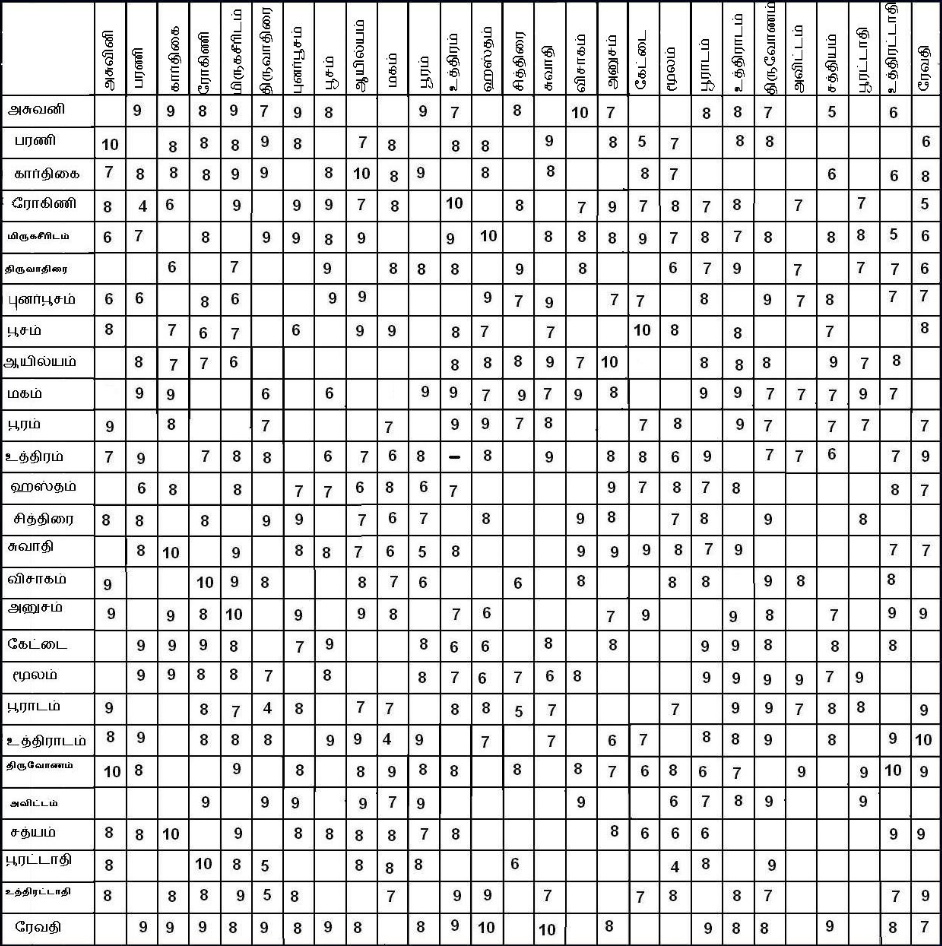 அசுவினி பரணி கார்திகை ரோகிணி மிருகசீரிடம் திருவாதிரை புனர்பூசம் பூசம் ஆயில்யம் மகம் பூரம் உத்திரம் ஹஸ்தம் சித்திரை சுவாதி விசாகம் அனுசம் கேட்டை மூலம் பூராடம் உத்திராடம் திருவோணம் அவிட்டம் சத்தியம் பூரட்டாதி உத்திரட்டாதி ரேவதி
அசுவனி 9 9 8 9 7 9 8 9 7 8 10 7 8 8 7 5 6
பரணி 10 8 8 8 9 8 7 8 8 8 9 8 5 7 8 8 6
கார்திகை 7 8 8 8 9 9 8 10 8 9 8 8 8 7 6 6 8
ரோகிணி 8 4 6 9 9 9 7 8 10 8 7 9 7 8 7 8 7 7 5
மிருகசீரிடம் 6 7 8 9 9 8 9 9 10 8 8 8 9 7 8 7 8 8 8 5 6
திருவாதிரை 6 7 9 8 8 8 9 8 6 7 9 7 7 7 6
புனர்பூசம் 6 6 8 6 9 9 9 7 9 7 7 8 9 7 8 7 7
பூசம் 8 7 6 7 6 9 9 8 7 7 10 8 8 7 8
ஆயில்யம் 8 7 7 6 8 8 8 9 7 10 8 8 8 9 7 8
மகம் 9 9 6 6 9 9 7 9 7 9 8 9 9 7 7 7 9 7
பூரம் 9 8 7 7 9 9 7 8 7 8 9 7 7 7 7
உத்திரம் 7 9 7 8 8 6 7 6 8 – 8 9 8 8 6 9 7 7 6 7 9
ஹஸ்தம் 6 8 8 7 7 6 8 6 7 9 7 8 7 8 8 7
சித்திரை 8 8 8 9 9 7 6 7 8 9 8 7 8 9 8
சுவாதி 8 10 9 8 8 7 6 5 8 9 9 9 8 7 9 7 7
விசாகம் 9 10 9 8 8 7 6 6 8 8 8 9 8 8
அனுசம் 9 9 8 10 9 9 8 7 6 7 9 9 8 7 9 9
கேட்டை 9 9 9 8 7 9 8 6 6 8 8 9 9 8 8 8
மூலம் 9 9 8 8 7 8 8 7 6 7 6 8 9 9 9 9 7 9
பூராடம் 9 8 7 4 8 7 7 8 8 5 7 7 9 9 7 8 8 9
உத்திராடம் 8 9 8 8 8 9 9 4 9 7 7 6 7 8 8 9 8 9 10
திருவோணம் 10 8 9 8 8 9 8 8 8 8 7 6 8 6 7 9 9 10 9
அவிட்டம் 9 9 9 9 7 9 9 6 7 8 9 9
சத்யம் 8 8 10 9 8 8 8 8 7 8 8 6 6 6 9 9
பூரட்டாதி 8 10 8 5 8 8 8 6 4 8 9
உத்திரட்டாதி 8 8 8 9 5 8 7 9 9 7 7 8 8 7 7 9
ரேவதி 9 9 9 8 9 8 9 8 8 9 10 10 8 9 8 8 9 8 7